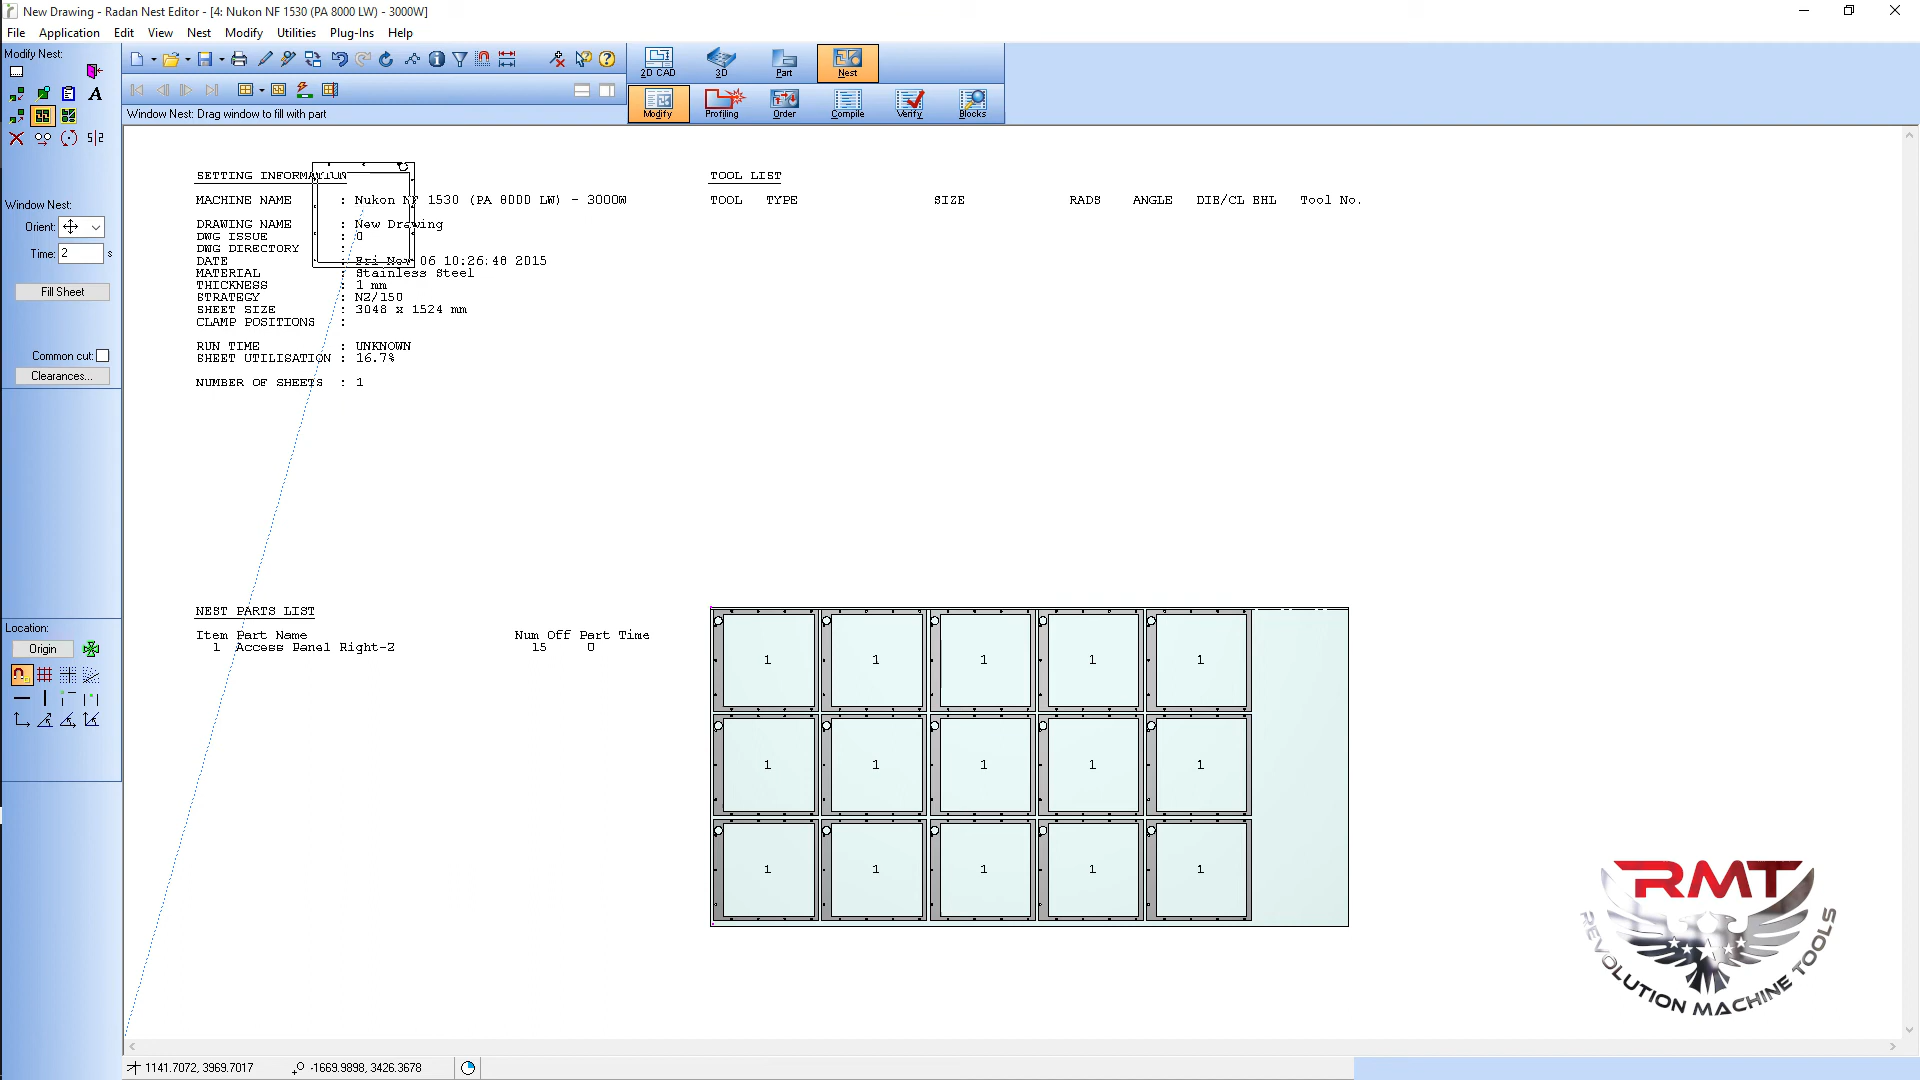 New Drawing - Radan Nest Editor - [4: Nukon NF 1530 (PA 8000 LW) - 3000W]
File Application Edit View Nest Modify Utilities Plug-Ins Help
Modify Nest:
2D CAD 3D Part Nest
Modify Profiling Order Compile Verify Blocks
Window Nest: Drag window to fill with part
Window Nest:
Orient:
Time: 2 s
Fill Sheet
Common cut:
Clearances...
Location:
Origin
SETTING INFORMATION
MACHINE NAME : Nukon NF 1530 (PA 8000 LW) - 3000W
DRAWING NAME : New Drawing
DWG ISSUE : 0
DWG DIRECTORY :
DATE : Fri Nov 06 10:26:48 2015
MATERIAL : Stainless Steel
THICKNESS : 1 mm
STRATEGY : N2/150
SHEET SIZE : 3048 x 1524 mm
CLAMP POSITIONS :
RUN TIME : UNKNOWN
SHEET UTILISATION : 16.7%
NUMBER OF SHEETS : 1
TOOL LIST
TOOL TYPE SIZE RADS ANGLE DIE/CL BHL Tool No.
NEST PARTS LIST
Item Part Name Num Off Part Time
1 Access Panel Right-2 15 0
1 1 1 1 1
1 1 1 1 1
1 1 1 1 1
RMT
REVOLUTION MACHINE TOOLS
1141.7072, 3969.7017 -1669.9898, 3426.3678